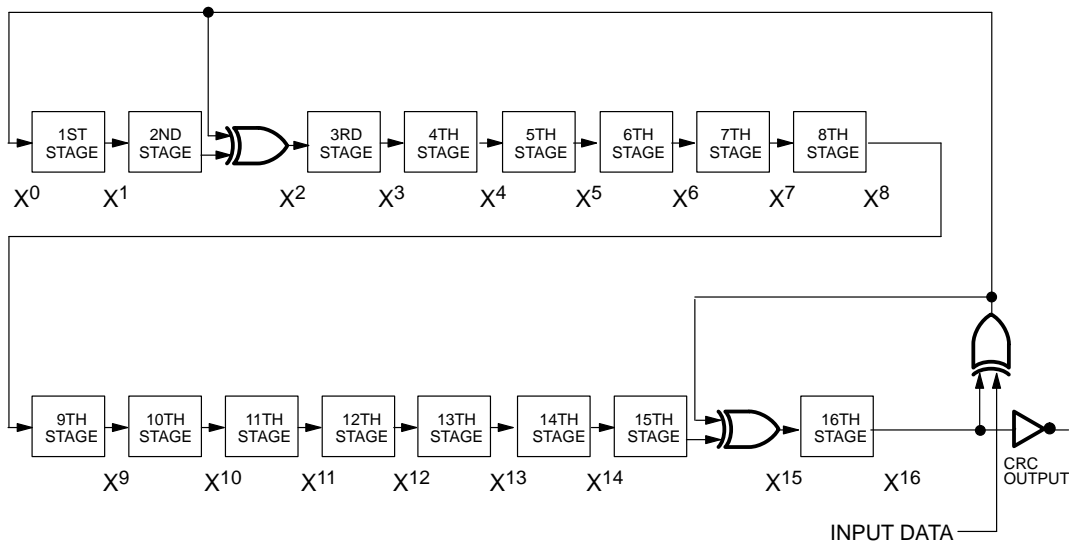 1ST
STAGE
2ND
STAGE
3RD
STAGE
4TH
STAGE
5TH
STAGE
6TH
STAGE
7TH
STAGE
8TH
STAGE
X0
X1
X2
X3
X4
X5
X6
X7
X8
9TH
STAGE
10TH
STAGE
11TH
STAGE
12TH
STAGE
13TH
STAGE
14TH
STAGE
15TH
STAGE
16TH
STAGE
X9
X10
X11
X12
X13
X14
X15
X16
CRC
OUTPUT
INPUT DATA